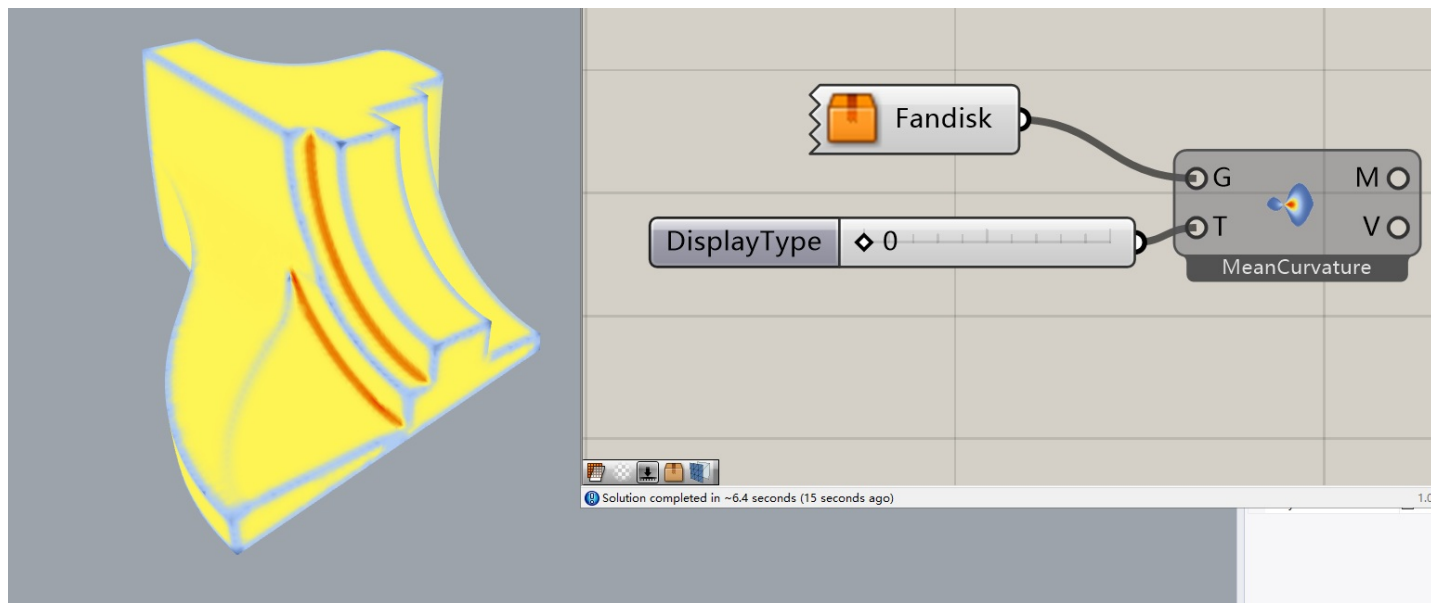 Fandisk
G M
DisplayType 0
T V
MeanCurvature
Solution completed in ~6.4 seconds (15 seconds ago)
1.0